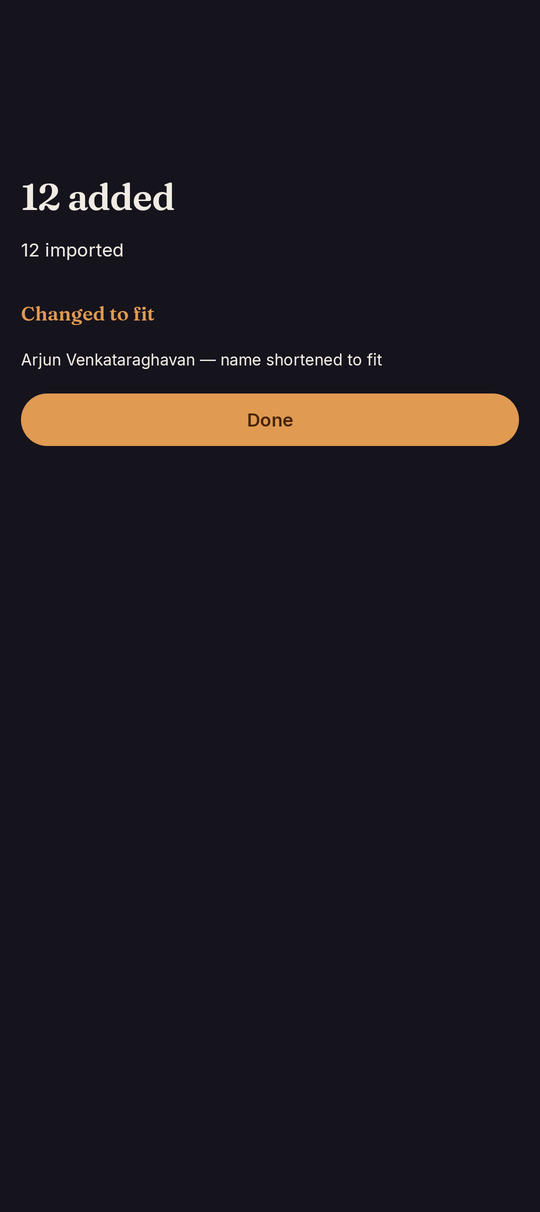 12 added
12 imported
Changed to fit
Arjun Venkataraghavan — name shortened to fit
Done